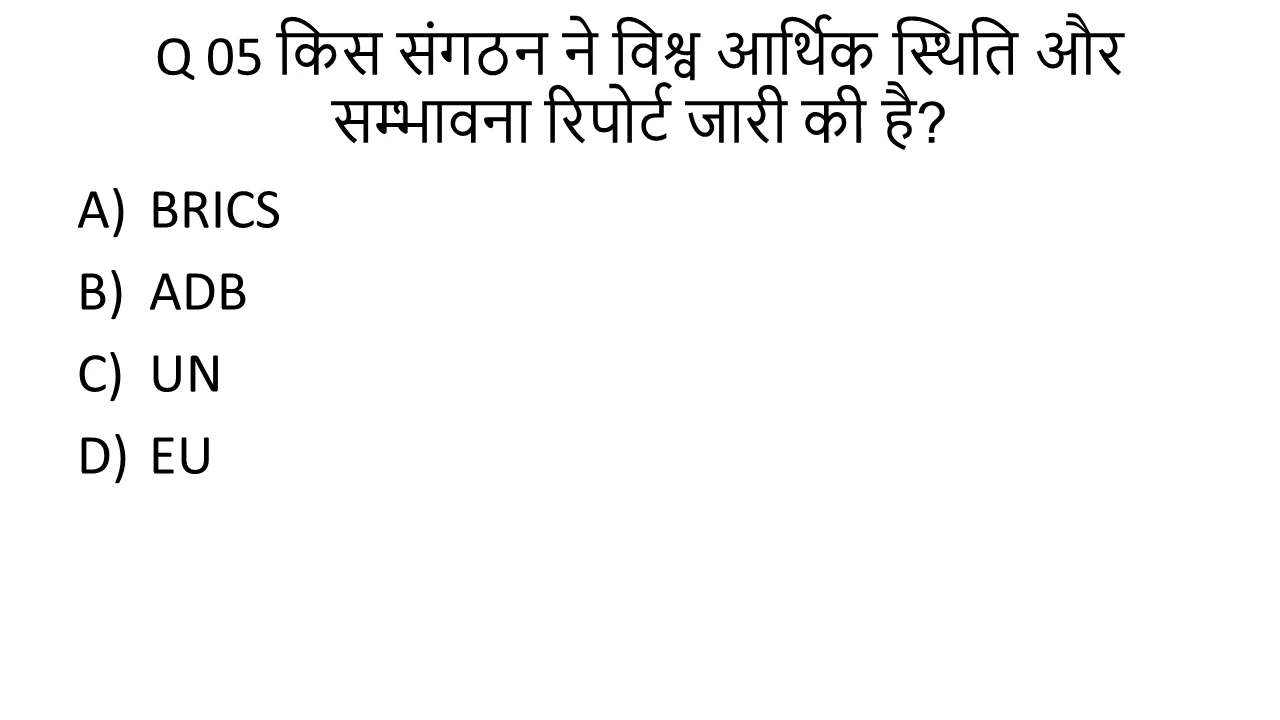 Q 05 किस संगठन ने विश्व आर्थिक स्थिति और
सम्भावना रिपोर्ट जारी की है?
A) BRICS
B) ADB
C) UN
D) EU